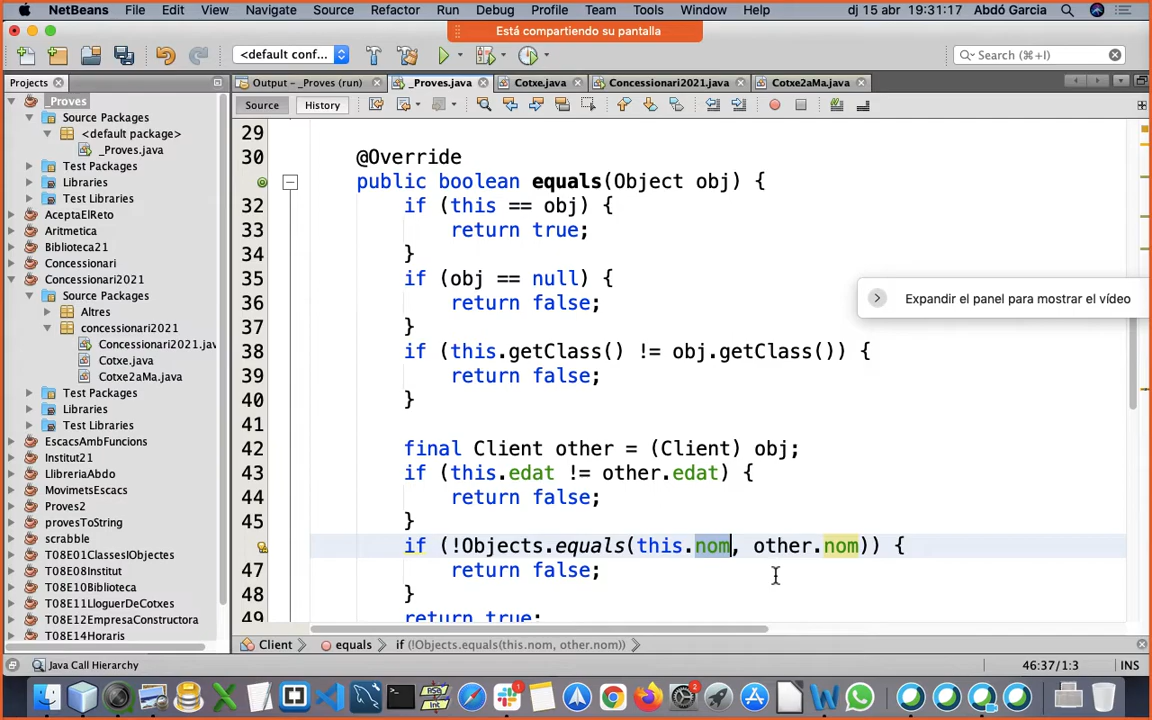 NetBeans File Edit View Navigate Source Refactor Run Debug Profile Team Tools Window Help dj 15 abr 19:31:17 Abdó Garcia
Está compartiendo su pantalla
<default conf... Search (⌘+I)
Projects Output - _Proves (run) _Proves.java Cotxe.java Concessionari2021.java Cotxe2aMa.java
Source History
_Proves
Source Packages
<default package>
_Proves.java
Test Packages
Libraries
Test Libraries
AceptaElReto
Aritmetica
Biblioteca21
Concessionari
Concessionari2021
Source Packages
Altres
concessionari2021
Concessionari2021.jav
Cotxe.java
Cotxe2aMa.java
Test Packages
Libraries
Test Libraries
EscacsAmbFuncions
Institut21
LlibreriaAbdo
MovimetsEscacs
Proves2
provesToString
scrabble
T08E01ClassesIObjectes
T08E08Institut
T08E10Biblioteca
T08E11LloguerDeCotxes
T08E12EmpresaConstructora
T08E14Horaris
29
30 @Override
public boolean equals(Object obj) {
32 if (this == obj) {
33 return true;
34 }
35 if (obj == null) {
36 return false;
37 }
38 if (this.getClass() != obj.getClass()) {
39 return false;
40 }
41
42 final Client other = (Client) obj;
43 if (this.edat != other.edat) {
44 return false;
45 }
if (!Objects.equals(this.nom, other.nom)) {
47 return false;
48 }
49 return true;
Expandir el panel para mostrar el vídeo
Client equals if (!Objects.equals(this.nom, other.nom))
Java Call Hierarchy 46:37/1:3 INS